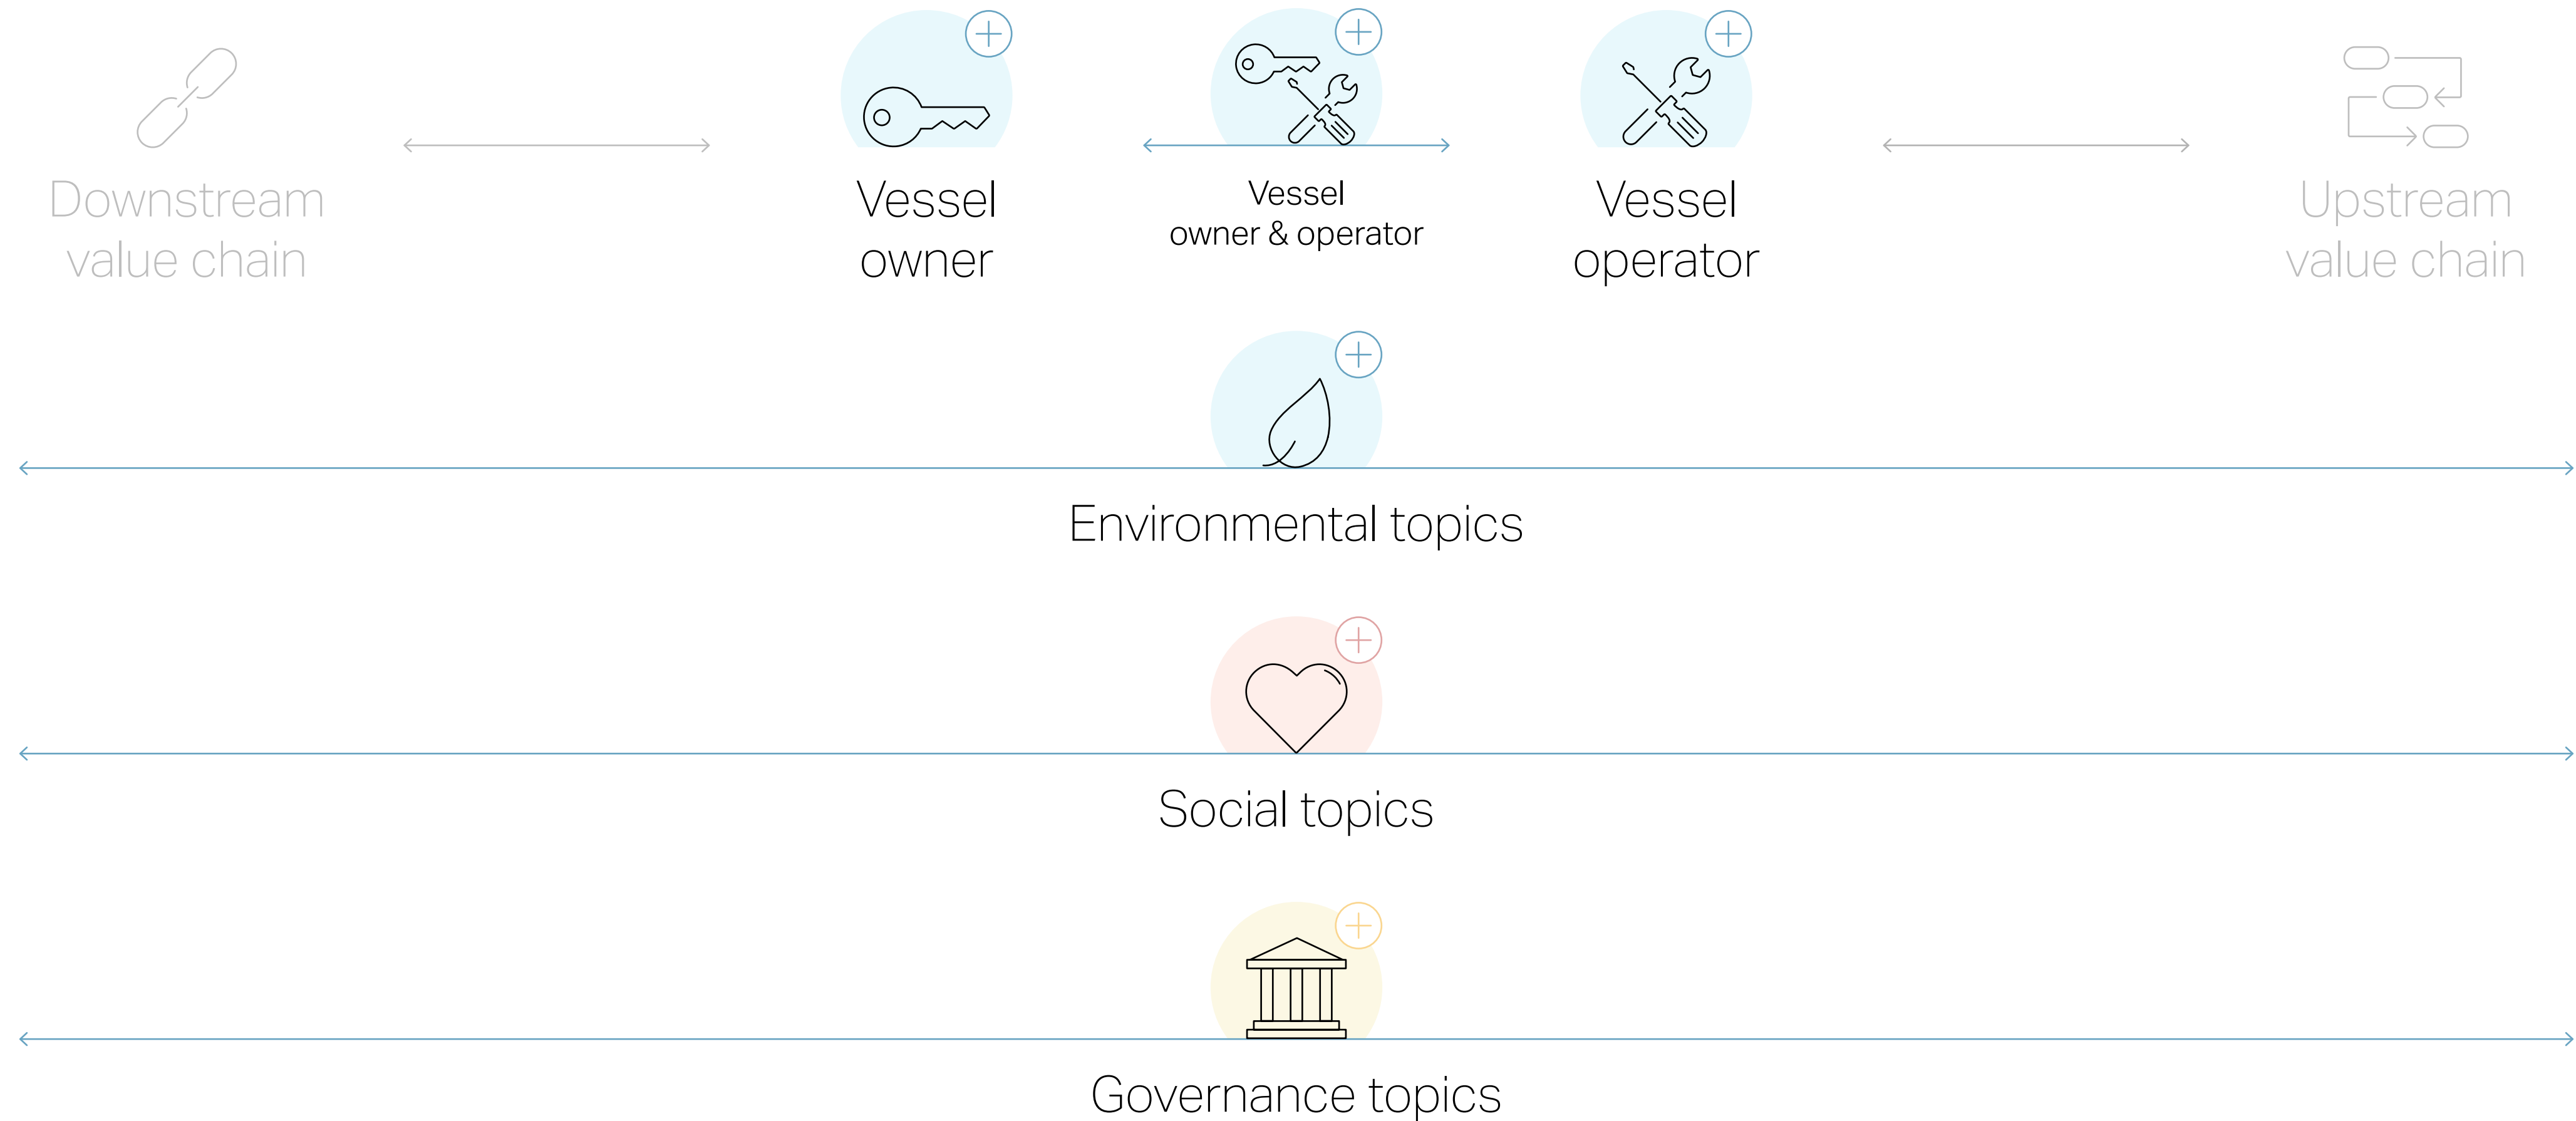 Downstream
value chain
Vessel
owner
Vessel
owner & operator
Vessel
operator
Upstream
value chain
Environmental topics
Social topics
Governance topics